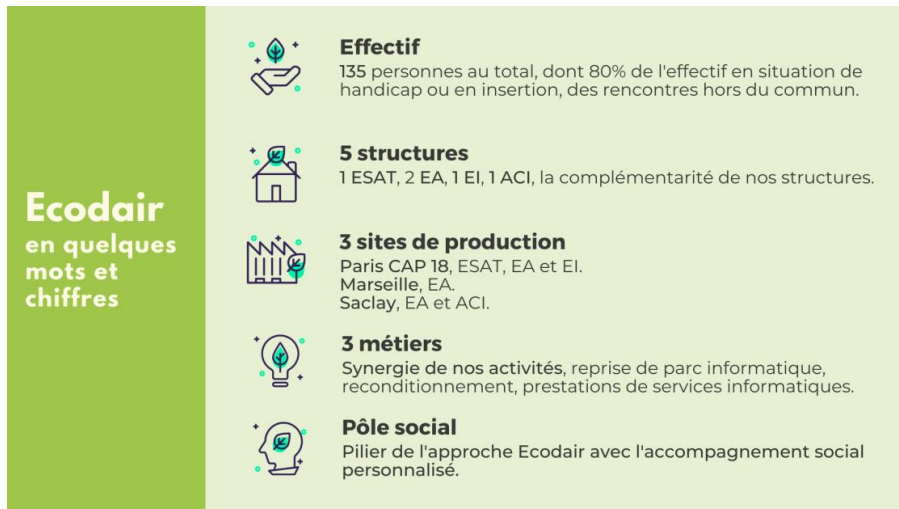 Ecodair
en quelques
mots et
chiffres
Effectif
135 personnes au total, dont 80% de l'effectif en situation de
handicap ou en insertion, des rencontres hors du commun.
5 structures
1 ESAT, 2 EA, 1 EI, 1 ACI, la complémentarité de nos structures.
3 sites de production
Paris CAP 18, ESAT, EA et EI.
Marseille, EA.
Saclay, EA et ACI.
3 métiers
Synergie de nos activités, reprise de parc informatique,
reconditionnement, prestations de services informatiques.
Pôle social
Pilier de l'approche Ecodair avec l'accompagnement social
personnalisé.